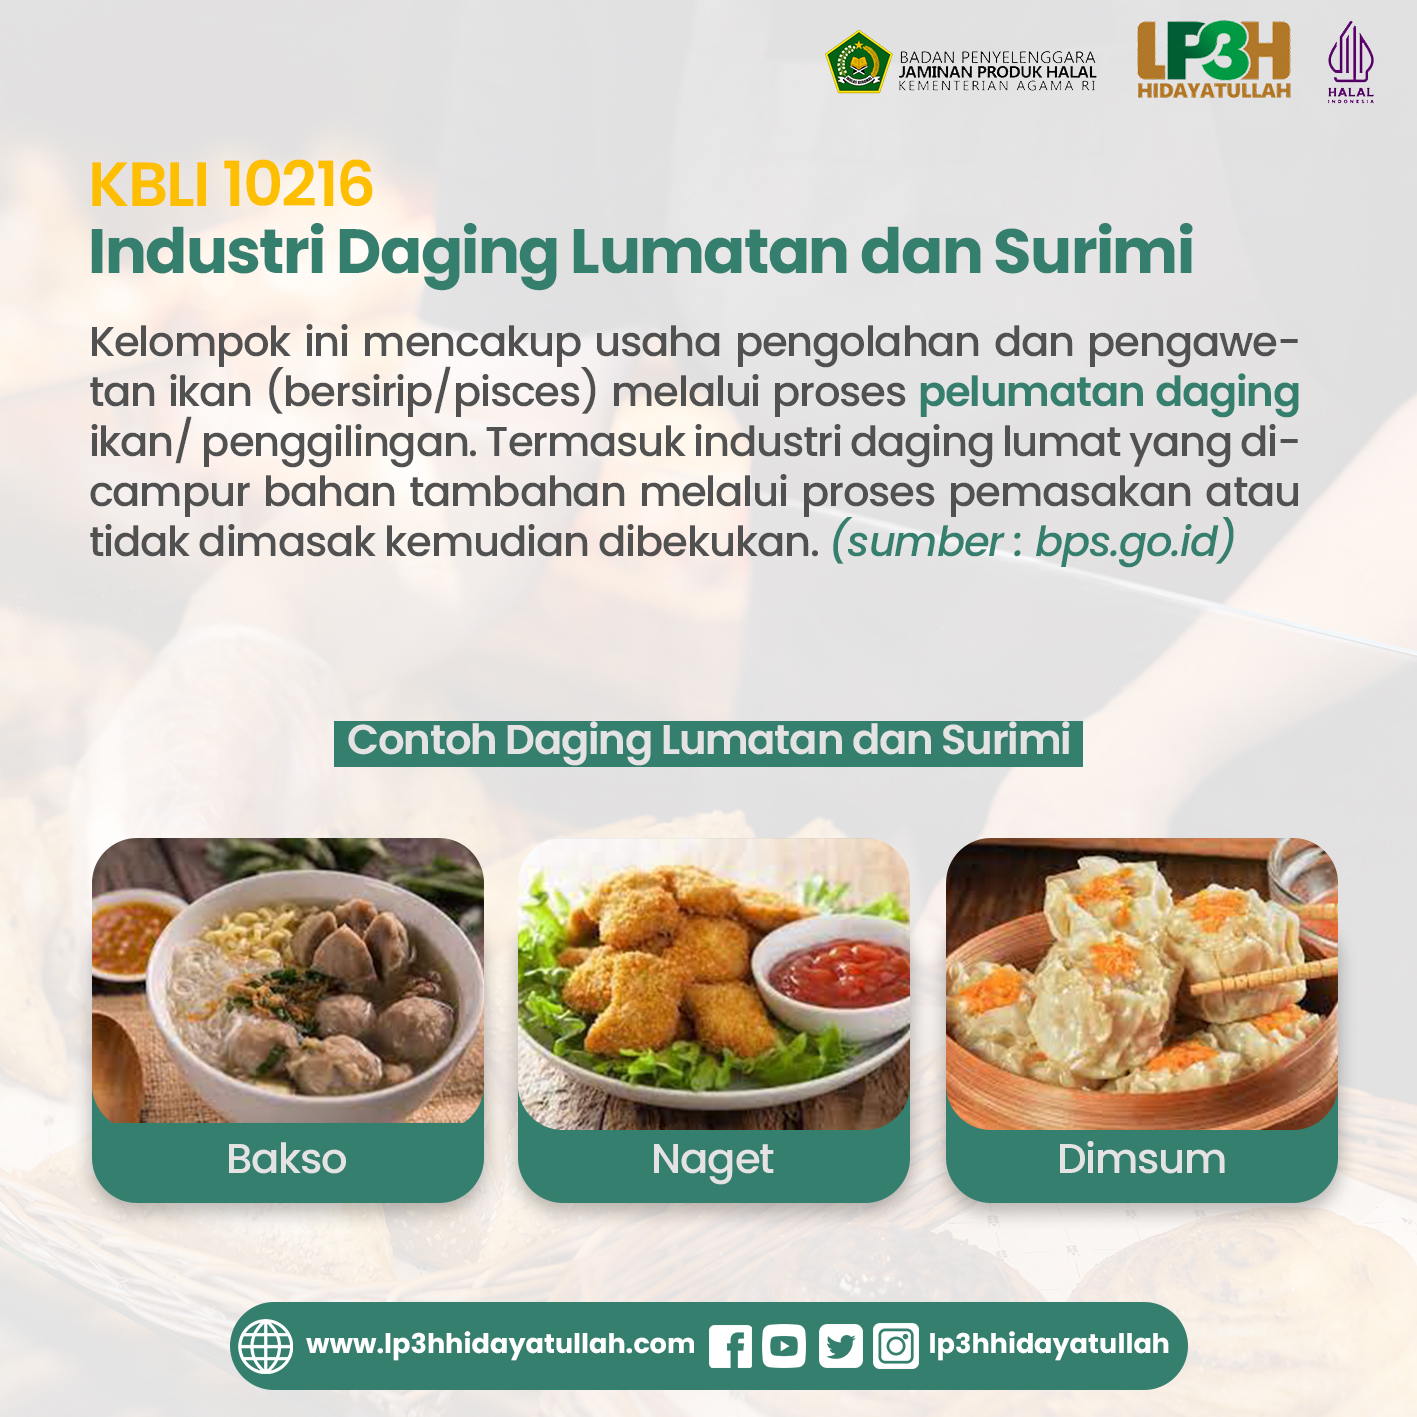 BADAN PENYELENGGARA
JAMINAN PRODUK HALAL
KEMENTERIAN AGAMA RI
LP3H
HIDAYATULLAH
HALAL
INDONESIA
KBLI 10216
Industri Daging Lumatan dan Surimi
Kelompok ini mencakup usaha pengolahan dan pengawe-
tan ikan (bersirip/pisces) melalui proses pelumatan daging
ikan/ penggilingan. Termasuk industri daging lumat yang di-
campur bahan tambahan melalui proses pemasakan atau
tidak dimasak kemudian dibekukan. (sumber : bps.go.id)
Contoh Daging Lumatan dan Surimi
Bakso
Naget
Dimsum
www.lp3hhidayatullah.com
lp3hhidayatullah